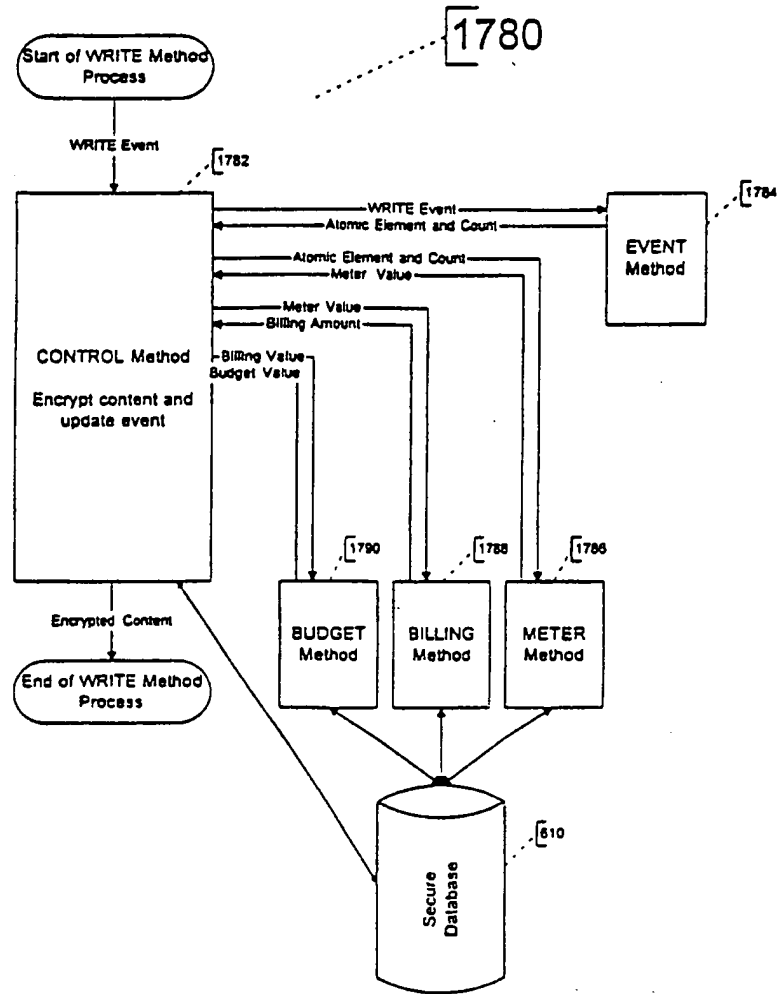 1780
Start of WRITE Method
Process
WRITE Event
1782
WRITE Event
Atomic Element and Count
1784
EVENT
Method
Atomic Element and Count
Meter Value
Meter Value
Billing Amount
CONTROL Method
Encrypt content and
update event
Billing Value
Budget Value
1790
1788
1786
BUDGET
Method
BILLING
Method
METER
Method
Encrypted Content
End of WRITE Method
Process
610
Secure
Database